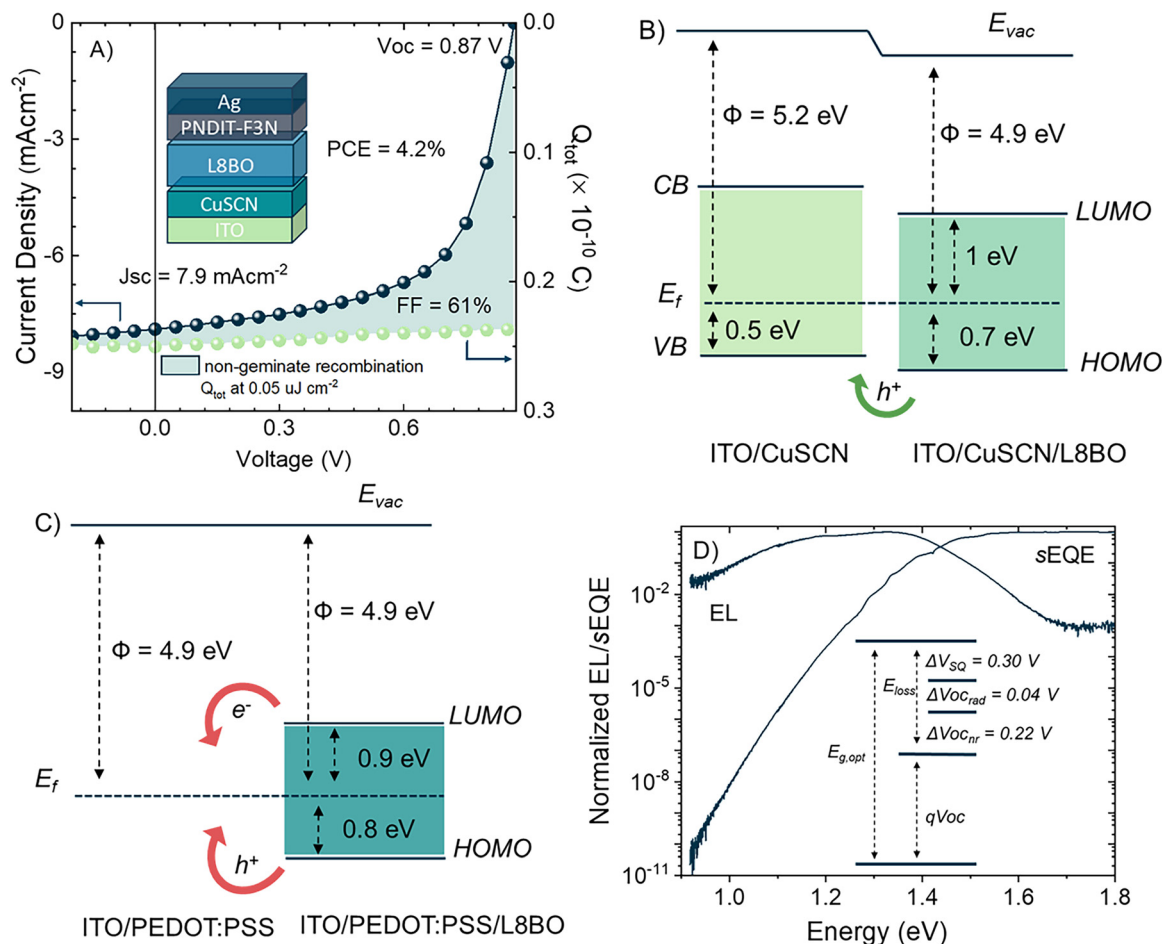 A)
Voc = 0.87 V
Ag
PNDIT-F3N
L8BO
CuSCN
ITO
PCE = 4.2%
Jsc = 7.9 mAcm-2
FF = 61%
non-geminate recombination
Qtot at 0.05 uJ cm-2
0
-3
-6
-9
Current Density (mAcm-2)
0.0
0.1
0.2
0.3
Qtot (× 10-10 C)
0.0
0.3
0.6
Voltage (V)
B)
Evac
Φ = 5.2 eV
Φ = 4.9 eV
CB
LUMO
1 eV
Ef
0.5 eV
0.7 eV
VB
HOMO
h+
ITO/CuSCN
ITO/CuSCN/L8BO
C)
Evac
Φ = 4.9 eV
Φ = 4.9 eV
e-
LUMO
0.9 eV
Ef
0.8 eV
HOMO
h+
ITO/PEDOT:PSS
ITO/PEDOT:PSS/L8BO
D)
sEQE
EL
ΔVSQ = 0.30 V
Eloss
ΔVocrad = 0.04 V
ΔVocnr = 0.22 V
Eg,opt
qVoc
10-2
10-5
10-8
10-11
Normalized EL/sEQE
1.0
1.2
1.4
1.6
1.8
Energy (eV)